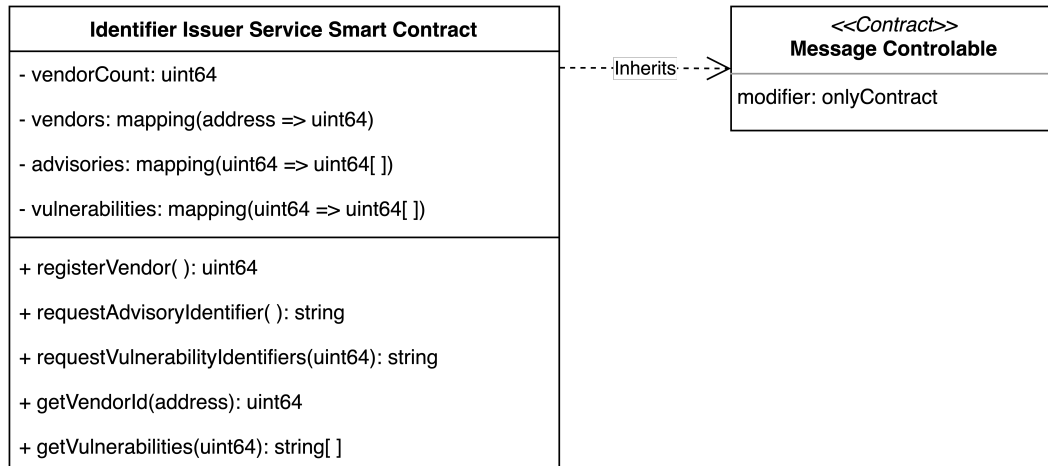 Identifier Issuer Service Smart Contract
- vendorCount: uint64
- vendors: mapping(address => uint64)
- advisories: mapping(uint64 => uint64[ ])
- vulnerabilities: mapping(uint64 => uint64[ ])
+ registerVendor( ): uint64
+ requestAdvisoryIdentifier( ): string
+ requestVulnerabilityIdentifiers(uint64): string
+ getVendorId(address): uint64
+ getVulnerabilities(uint64): string[ ]
Inherits
<<Contract>>
Message Controlable
modifier: onlyContract